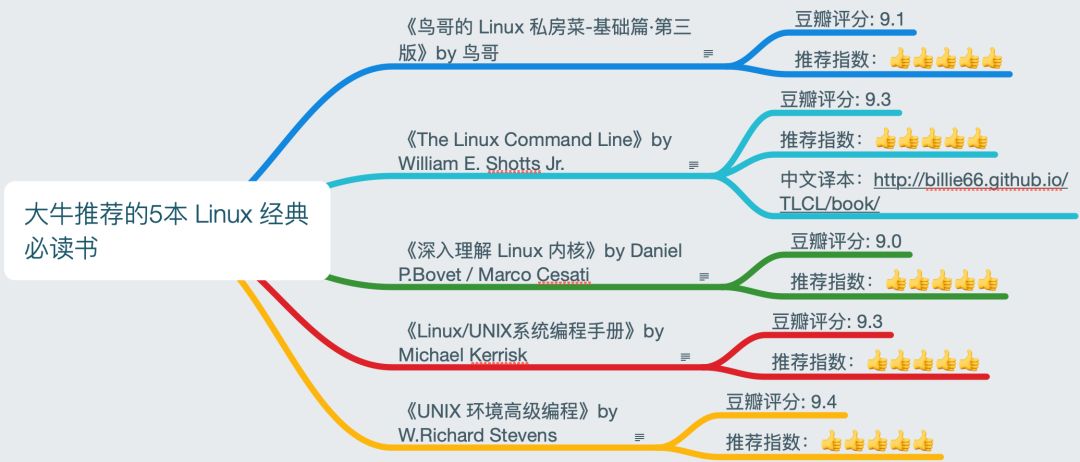 大牛推荐的5本 Linux 经典
必读书
《鸟哥的 Linux 私房菜-基础篇·第三
版》by 鸟哥
豆瓣评分: 9.1
推荐指数：👍👍👍👍👍
《The Linux Command Line》by
William E. Shotts Jr.
豆瓣评分: 9.3
推荐指数：👍👍👍👍👍
中文译本：http://billie66.github.io/
TLCL/book/
《深入理解 Linux 内核》by Daniel
P.Bovet / Marco Cesati
豆瓣评分: 9.0
推荐指数：👍👍👍👍👍
《Linux/UNIX系统编程手册》by
Michael Kerrisk
豆瓣评分: 9.3
推荐指数：👍👍👍👍👍
《UNIX 环境高级编程》by
W.Richard Stevens
豆瓣评分: 9.4
推荐指数：👍👍👍👍👍